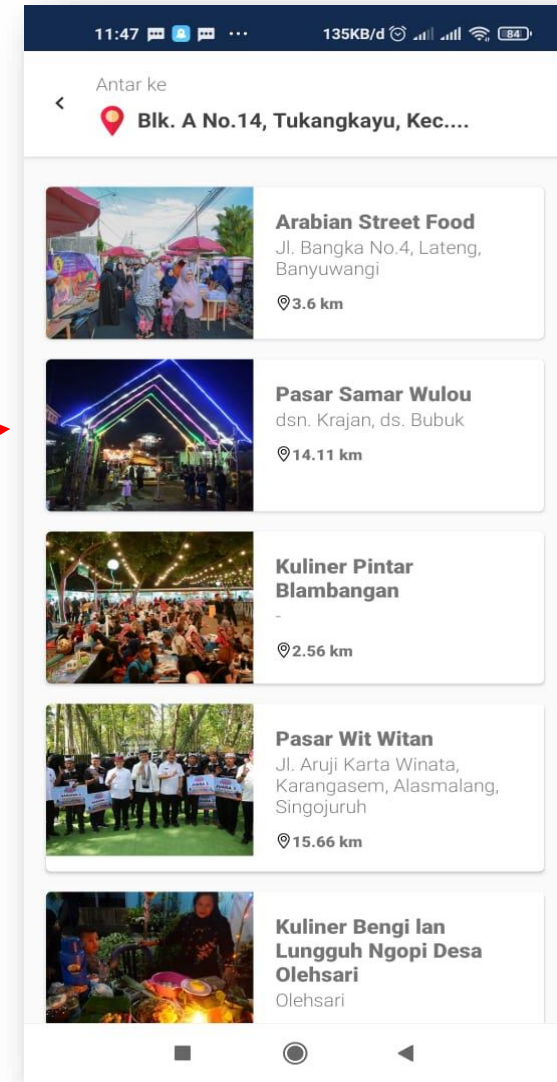 11:47 ... 135KB/d 84
Antar ke
Blk. A No.14, Tukangkayu, Kec....
Arabian Street Food
Jl. Bangka No.4, Lateng,
Banyuwangi
3.6 km
Pasar Samar Wulou
dsn. Krajan, ds. Bubuk
14.11 km
Kuliner Pintar
Blambangan
-
2.56 km
Pasar Wit Witan
Jl. Aruji Karta Winata,
Karangasem, Alasmalang,
Singojuruh
15.66 km
Kuliner Bengi lan
Lungguh Ngopi Desa
Olehsari
Olehsari